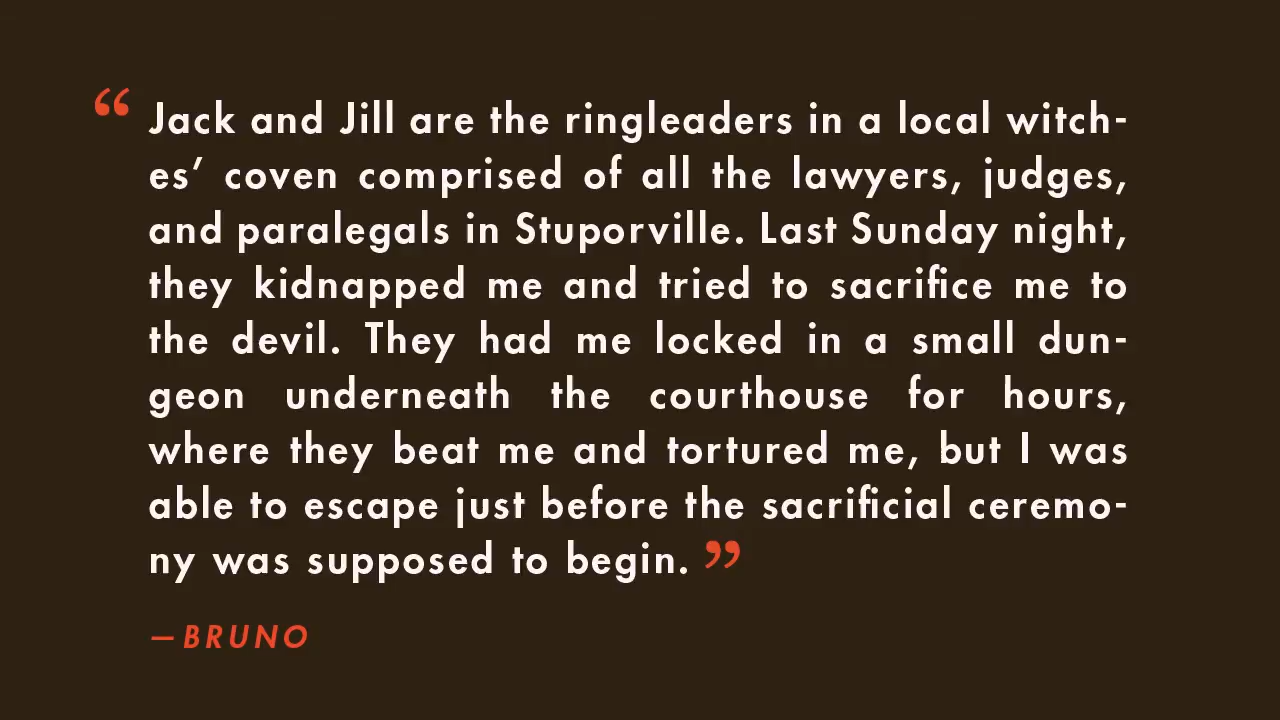 “ Jack and Jill are the ringleaders in a local witch-
es’ coven comprised of all the lawyers, judges,
and paralegals in Stuporville. Last Sunday night,
they kidnapped me and tried to sacrifice me to
the devil. They had me locked in a small dun-
geon underneath the courthouse for hours,
where they beat me and tortured me, but I was
able to escape just before the sacrificial ceremo-
ny was supposed to begin. ”
—BRUNO